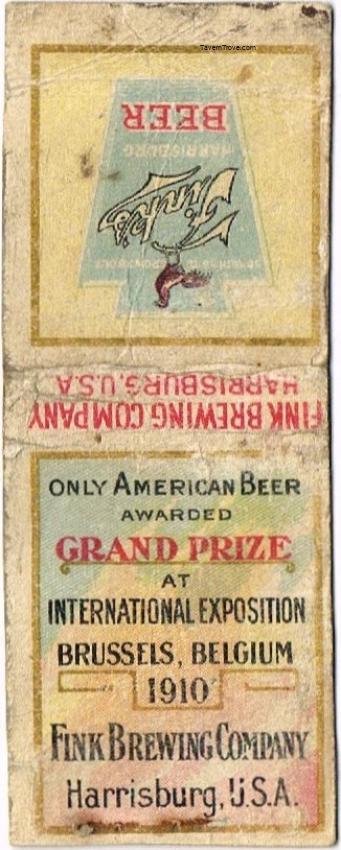 TavernTrove.com
BEER
HARRISBURG
Fink's
FINK BREWING COMPANY
HARRISBURG, U.S.A.
ONLY AMERICAN BEER
AWARDED
GRAND PRIZE
AT
INTERNATIONAL EXPOSITION
BRUSSELS, BELGIUM
1910
FINK BREWING COMPANY
Harrisburg, U.S.A.